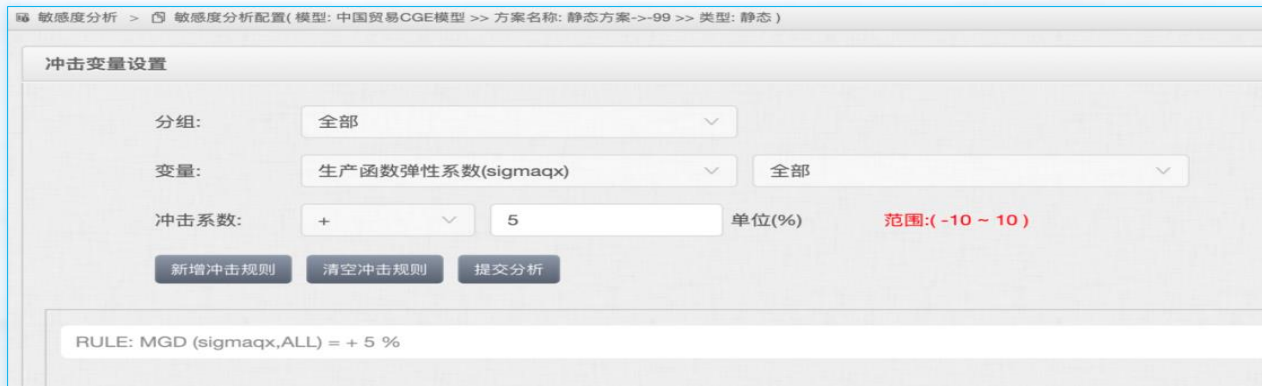 敏感度分析 > 敏感度分析配置( 模型: 中国贸易CGE模型 >> 方案名称: 静态方案->-99 >> 类型: 静态 )
冲击变量设置
分组: 全部
变量: 生产函数弹性系数(sigmaqx) 全部
冲击系数: + 5 单位(%) 范围:( -10 ~ 10 )
新增冲击规则 清空冲击规则 提交分析
RULE: MGD (sigmaqx,ALL) = + 5 %